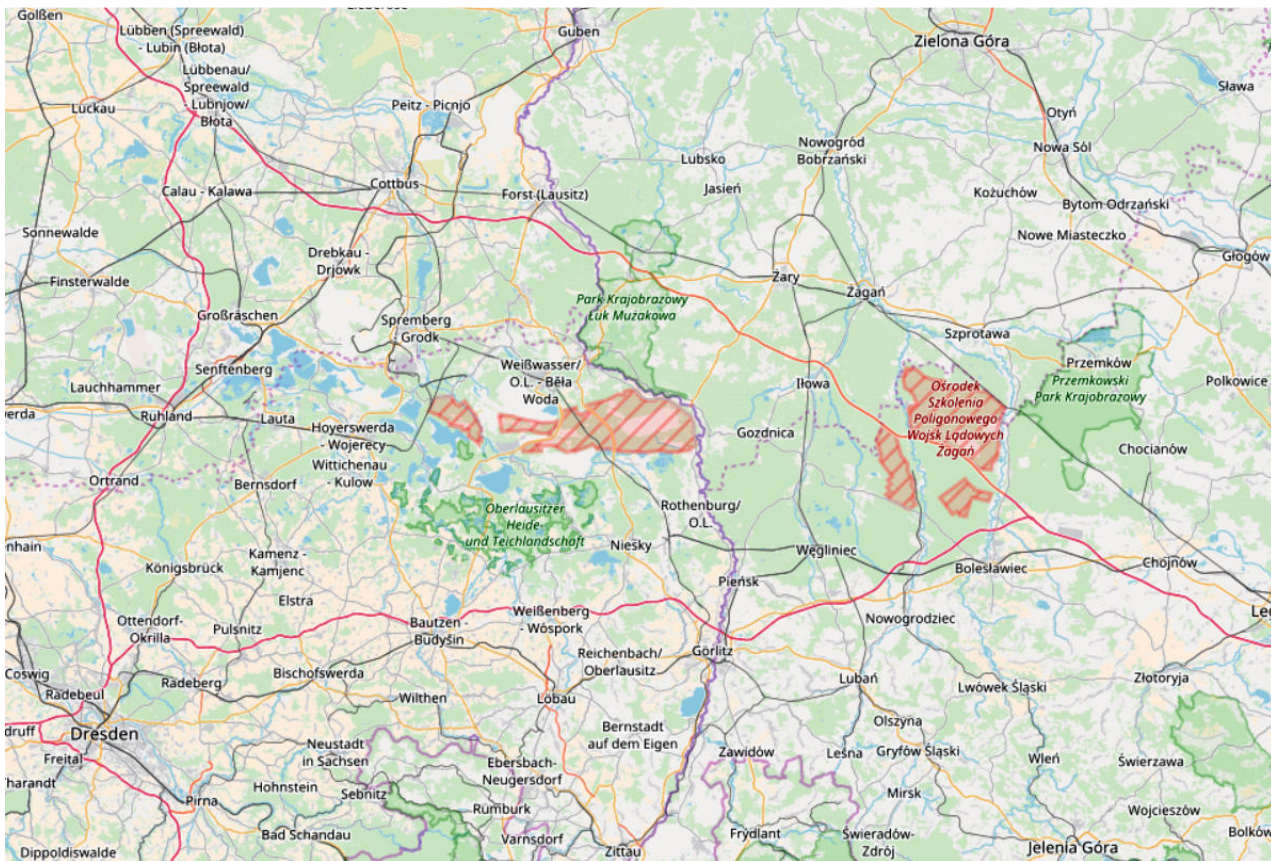 Golßen
Lübben (Spreewald)
- Lubin (Błota)
Lübbenau/
Spreewald
- Lubnjow/
Błota
Luckau
Peitz - Picnjo
Guben
Zielona Góra
Sława
Otyń
Nowogród
Bobrzański
Nowa Sól
Lubsko
Jasień
Calau - Kalawa
Cottbus
Forst (Lausitz)
Kożuchów
Bytom Odrzański
Sonnewalde
Nowe Miasteczko
Drebkau -
Drjowk
Głogów
Finsterwalde
Żary
Żagań
Großräschen
Park Krajobrazowy
Łuk Mużakowa
Spremberg
Grodk
Szprotawa
Senftenberg
Weißwasser/
O.L. - Běła
Woda
Przemków
Przemkowski
Park Krajobrazowy
Polkowice
Lauchhammer
Iłowa
Ośrodek
Szkolenia
Poligonowego
Wojsk Lądowych
Żagań
werda
Ruhland
Lauta
Hoyerswerda
- Wojerecy
Wittichenau
- Kulow
Gozdnica
Chocianów
Ortrand
Bernsdorf
Oberlausitzer
Heide-
und Teichlandschaft
Rothenburg/
O.L.
enhain
Kamenz -
Kamjenc
Niesky
Węgliniec
Königsbrück
Bolesławiec
Chojnów
Pieńsk
Elstra
Ottendorf-
Okrilla
Pulsnitz
Bautzen -
Budyšin
Weißenberg
- Wóspork
Nowogrodziec
Reichenbach/
Oberlausitz
Görlitz
Coswig
Radebeul
Radeberg
Bischofswerda
Wilthen
Löbau
Lubań
Lwówek Śląski
Złotoryja
Dresden
druff
Freital
Bernstadt
auf dem Eigen
Olszyna
Neustadt
in Sachsen
Zawidów
Leśna
Gryfów Śląski
Wleń
Świerzawa
Tharandt
Hohnstein
Sebnitz
Ebersbach-
Neugersdorf
Mirsk
Pirna
Rumburk
Wojcieszów
Bad Schandau
Varnsdorf
Frýdlant
Świeradów-
Zdrój
Bolków
Dippoldiswalde
Zittau
Jelenia Góra